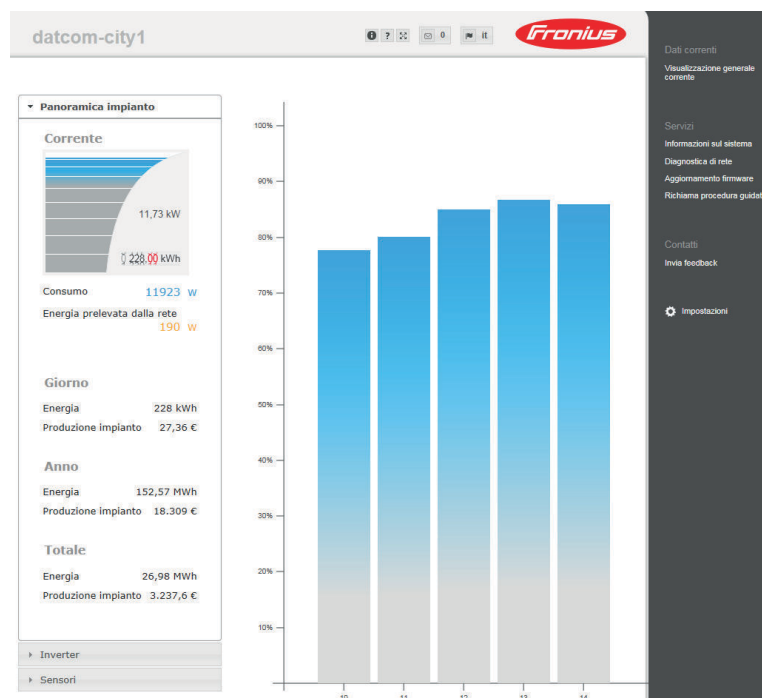 datcom-city1
i ? 0 it
Fronius
Panoramica impianto
Corrente
11,73 kW
228.00 kWh
Consumo 11923 W
Energia prelevata dalla rete
190 W
Giorno
Energia 228 kWh
Produzione impianto 27,36 €
Anno
Energia 152,57 MWh
Produzione impianto 18.309 €
Totale
Energia 26,98 MWh
Produzione impianto 3.237,6 €
Inverter
Sensori
100%
90%
80%
70%
60%
50%
40%
30%
20%
10%
Dati correnti
Visualizzazione generale
corrente
Servizi
Informazioni sul sistema
Diagnostica di rete
Aggiornamento firmware
Richiama procedura guidat
Contatti
Invia feedback
Impostazioni